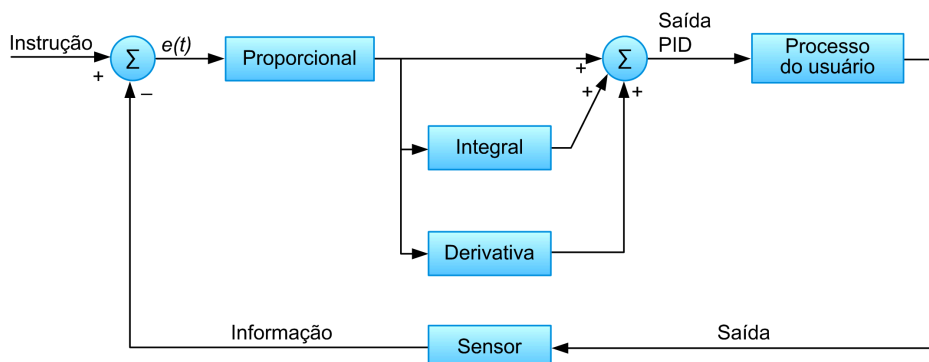 Instrução
+
Σ
–
e(t)
Proporcional
+
+
+
Σ
Saída
PID
Processo
do usuário
Integral
Derivativa
Informação
Sensor
Saída